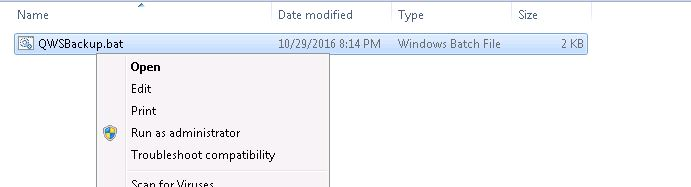 Name Date modified Type Size
QWSBackup.bat 10/29/2016 8:14 PM Windows Batch File 2 KB
Open
Edit
Print
Run as administrator
Troubleshoot compatibility
Scan for Viruses